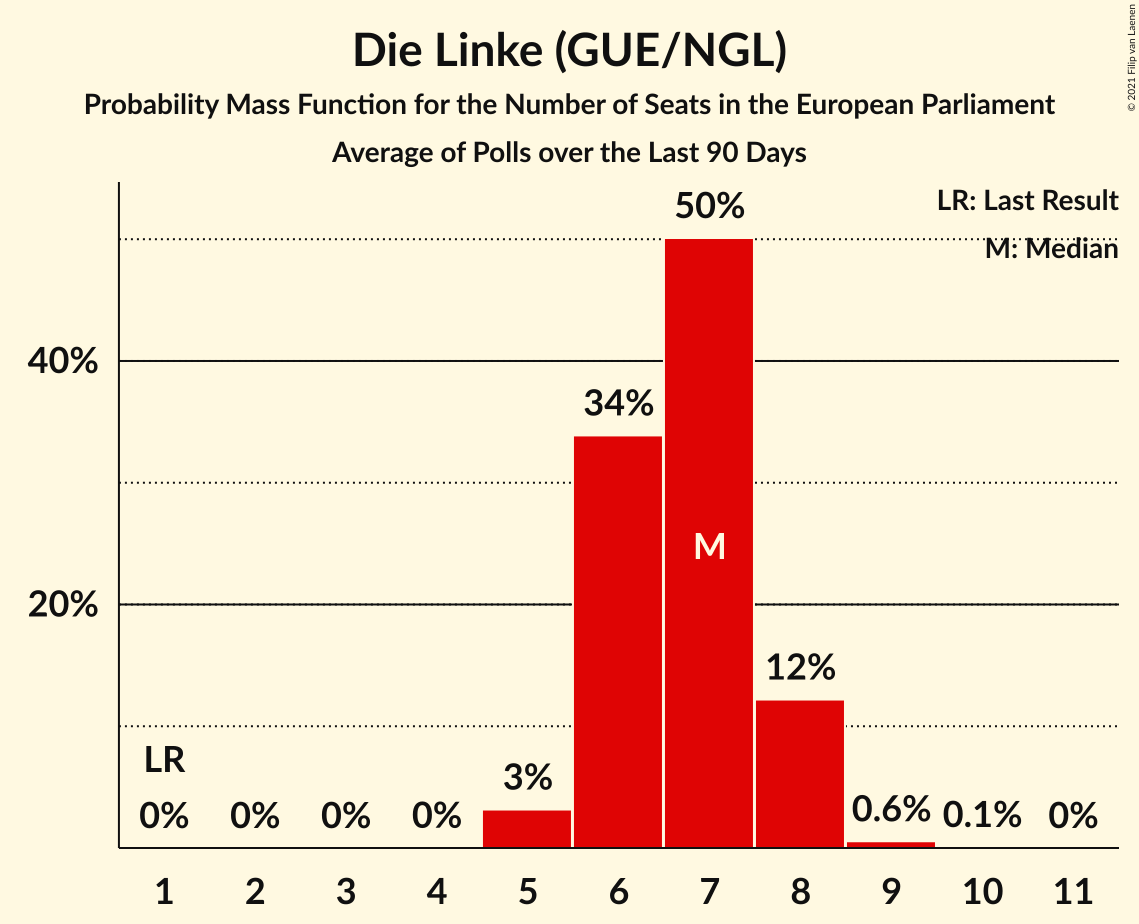 Die Linke (GUE/NGL)
Probability Mass Function for the Number of Seats in the European Parliament
Average of Polls over the Last 90 Days
© 2021 Filip van Laenen
LR: Last Result
M: Median
50%
40%
34%
M
20%
12%
LR
3%
0% 0% 0% 0% 0.6% 0.1% 0%
1 2 3 4 5 6 7 8 9 10 11